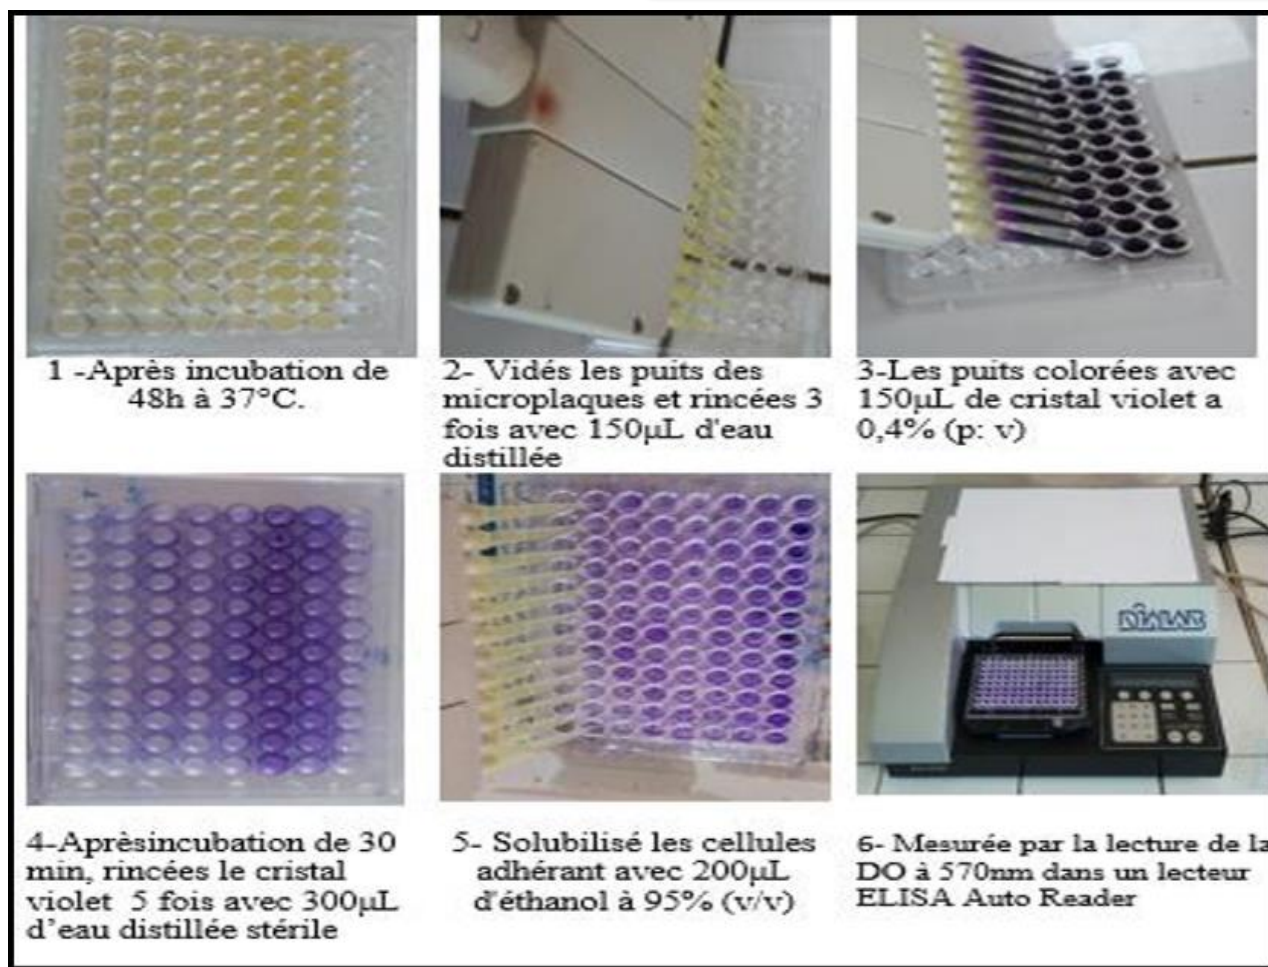 1 -Après incubation de
48h à 37°C.
2- Vidés les puits des
microplaques et rincées 3
fois avec 150µL d'eau
distillée
3-Les puits colorées avec
150µL de cristal violet a
0,4% (p: v)
DIALAB
4-Aprèsincubation de 30
min, rincées le cristal
violet 5 fois avec 300µL
d’eau distillée stérile
5- Solubilisé les cellules
adhérant avec 200µL
d'éthanol à 95% (v/v)
6- Mesurée par la lecture de la
DO à 570nm dans un lecteur
ELISA Auto Reader